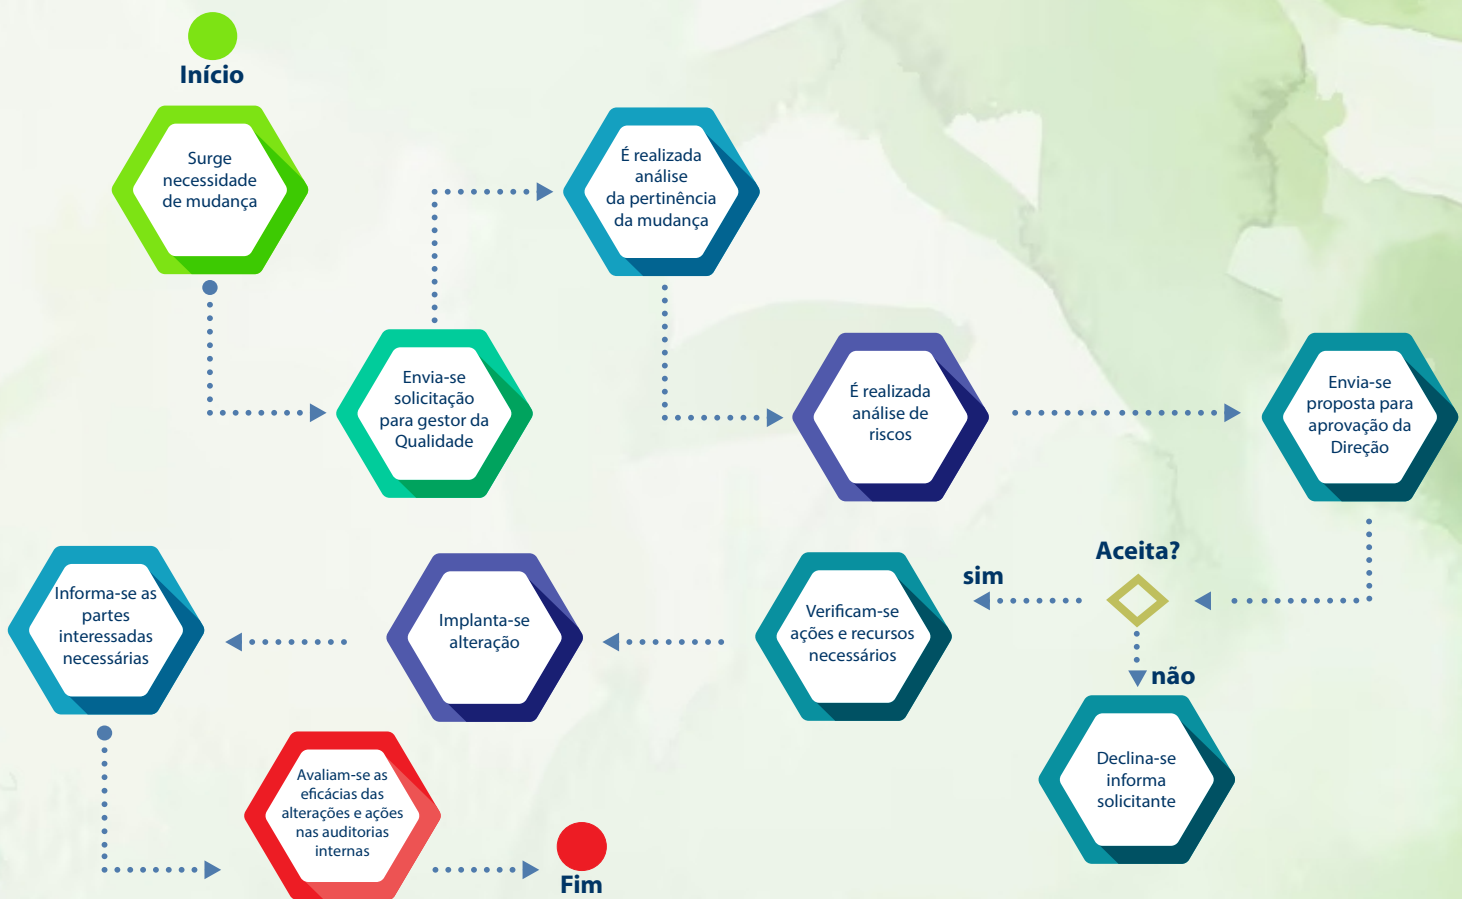 Início
Surge
necessidade
de mudança
Envia-se
solicitação
para gestor da
Qualidade
É realizada
análise
da pertinência
da mudança
É realizada
análise de
riscos
Envia-se
proposta para
aprovação da
Direção
Aceita?
sim
não
Declina-se
informa
solicitante
Verificam-se
ações e recursos
necessários
Implanta-se
alteração
Informa-se as
partes
interessadas
necessárias
Avaliam-se as
eficácias das
alterações e ações
nas auditorias
internas
Fim